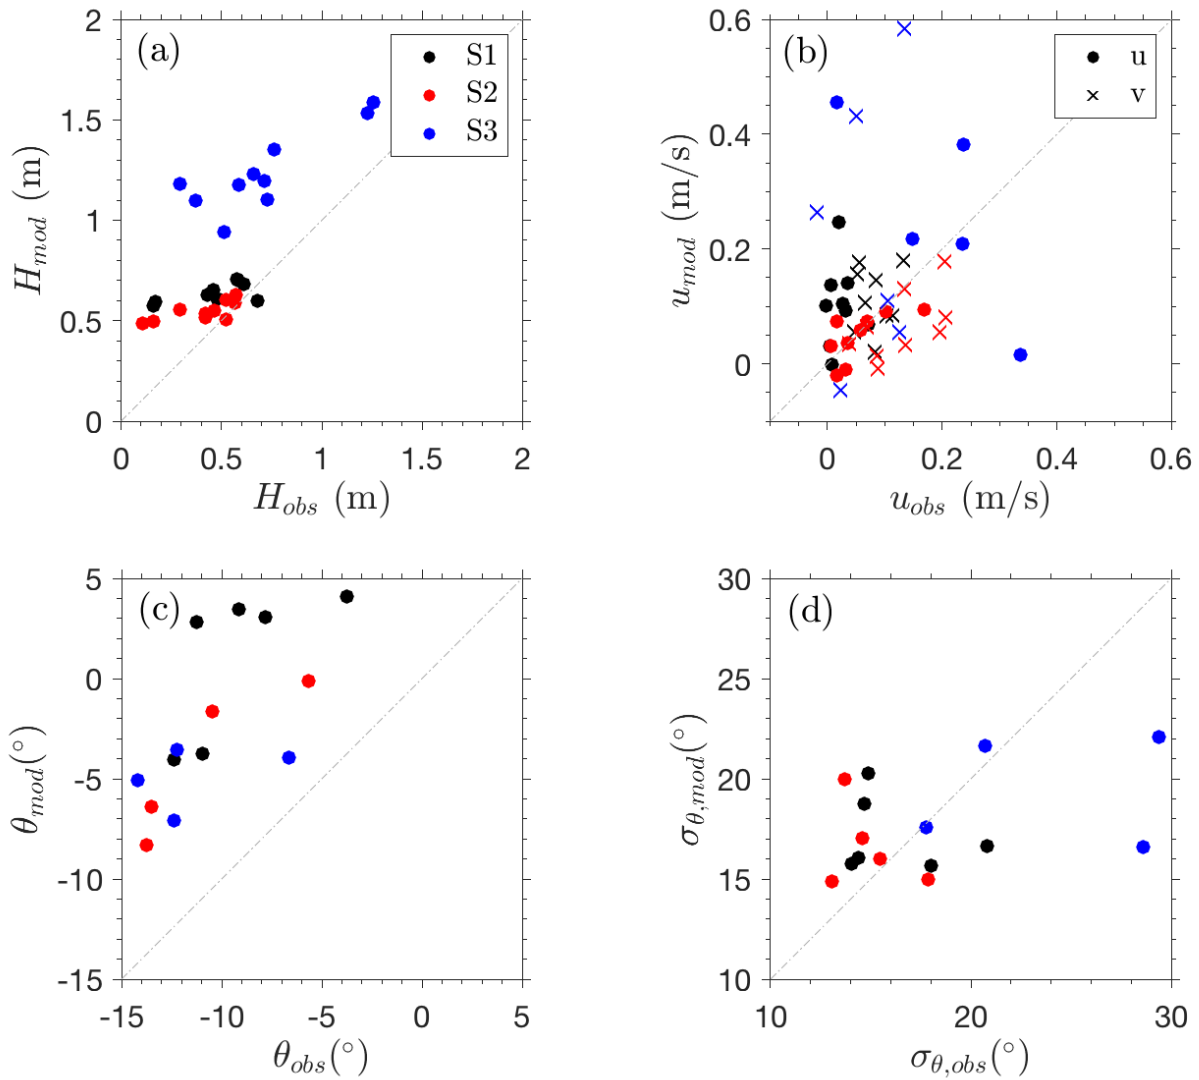 (a)
S1
S2
S3
2
1.5
1
0.5
0
0
0.5
1
1.5
2
H_mod (m)
H_obs (m)
(b)
u
v
0.6
0.4
0.2
0
0
0.2
0.4
0.6
u_mod (m/s)
u_obs (m/s)
(c)
5
0
-5
-10
-15
-15
-10
-5
0
5
θ_mod(°)
θ_obs(°)
(d)
30
25
20
15
10
10
20
30
σ_θ,mod(°)
σ_θ,obs(°)